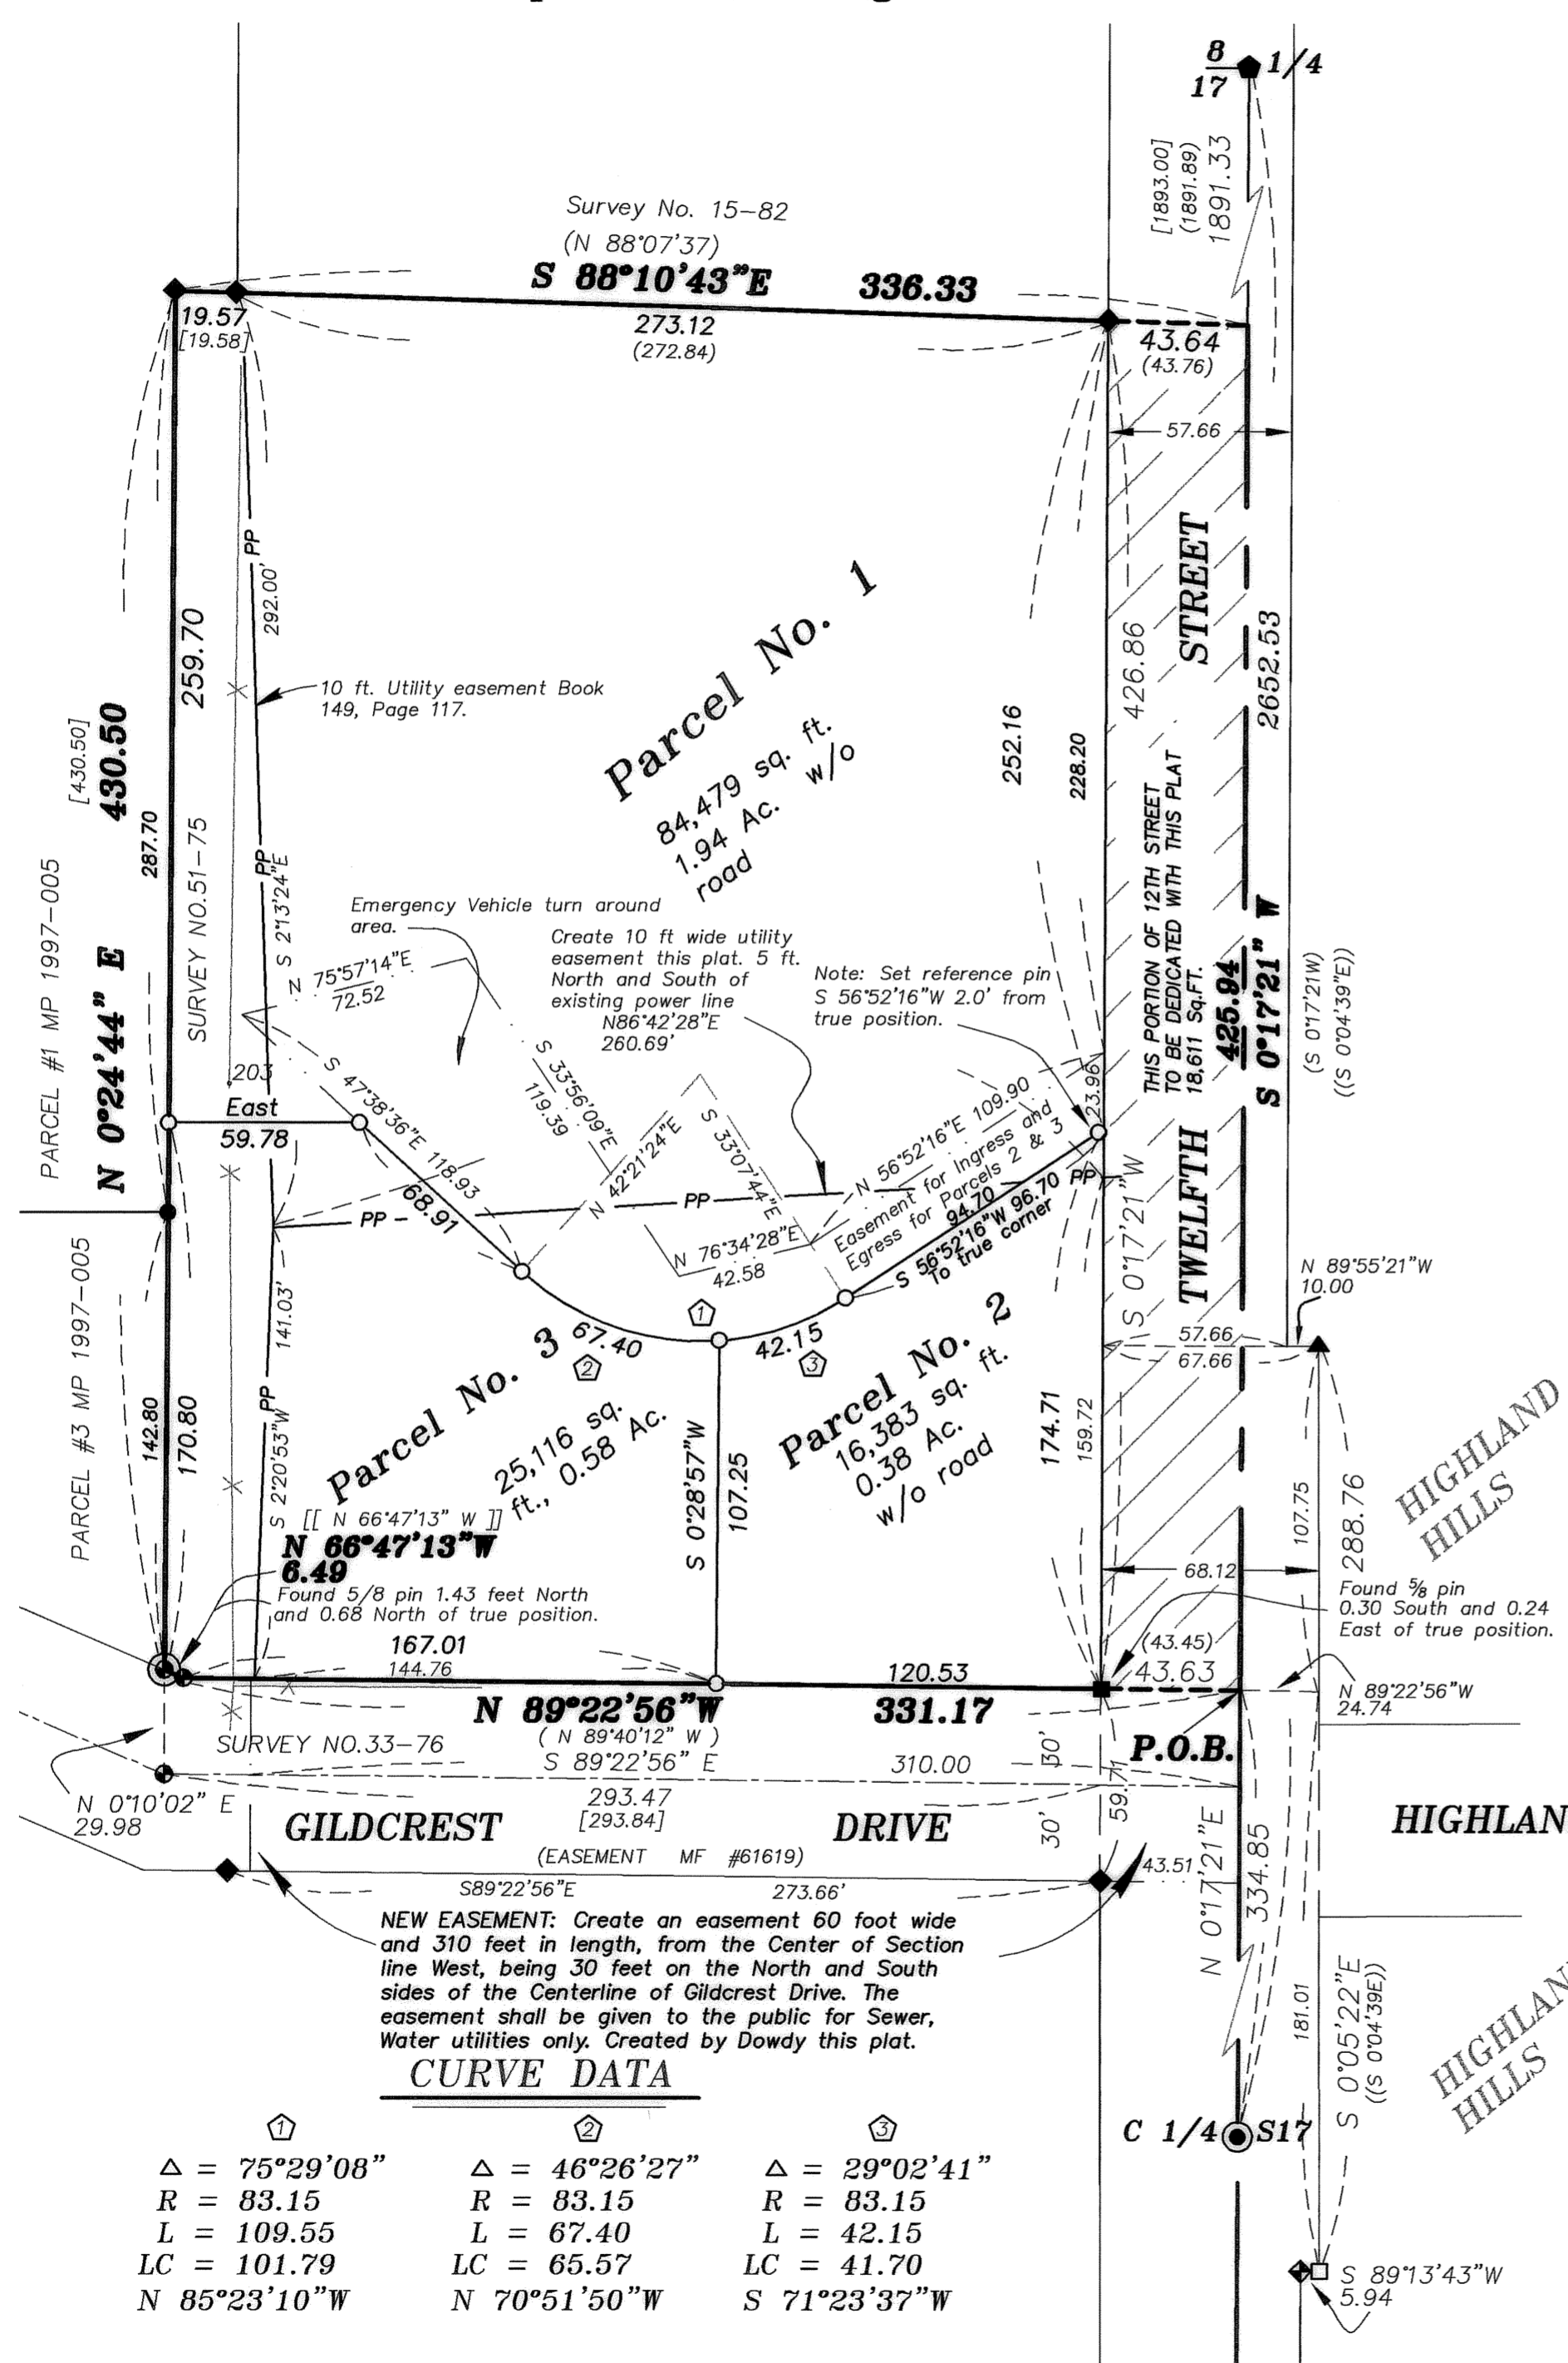 8
17
1/4
[1893.00]
(1891.89)
1891.33
Survey No. 15-82
(N 88°07'37)
S 88°10'43"E 336.33
19.57
[19.58]
273.12
(272.84)
43.64
(43.76)
57.66
PP
292.00'
259.70
[430.50]
430.50
N 0°24'44" E
287.70
SURVEY NO.51-75
PARCEL #1 MP 1997-005
PP
S 2°13'24"E
10 ft. Utility easement Book
149, Page 117.
Parcel No. 1
84,479 sq. ft.
1.94 Ac. w/o
road
252.16
228.20
426.86
STREET
2652.53
THIS PORTION OF 12TH STREET
TO BE DEDICATED WITH THIS PLAT
18,611 Sq.FT.
425.94
S 0°17'21" W
(S 0°17'21W)
((S 0°04'39"E))
Emergency Vehicle turn around
area.
Create 10 ft wide utility
easement this plat. 5 ft.
North and South of
existing power line
N86°42'28"E
260.69'
Note: Set reference pin
S 56°52'16"W 2.0' from
true position.
N 75°57'14"E
72.52
S 47°38'36"E 118.93
68.91
S 33°56'09"E
119.39
N 42°21'24"E
S 33°07'44"E
N 76°34'28"E
42.58
N 56°52'16"E 109.90
Easement for Ingress and
Egress for Parcels 2 & 3
94.70
S 56°52'16"W 96.70
To true corner
23.96
.203
East
59.78
PP -
PP
PP
S 0°17'21"W
TWELFTH
N 89°55'21"W
10.00
57.66
67.66
PARCEL #3 MP 1997-005
142.80
170.80
141.03'
PP
S 2°20'53"W
Parcel No. 3
25,116 sq.
ft., 0.58 Ac.
67.40
2
1
42.15
3
S 0°28'57"W
107.25
Parcel No. 2
16,383 sq. ft.
0.38 Ac.
w/o road
174.71
159.72
107.75
288.76
HIGHLAND
HILLS
68.12
[[ N 66°47'13" W ]]
N 66°47'13"W
6.49
Found 5/8 pin 1.43 feet North
and 0.68 North of true position.
Found 5/8 pin
0.30 South and 0.24
East of true position.
167.01
144.76
120.53
(43.45)
43.63
N 89°22'56"W
24.74
N 89°22'56"W 331.17
( N 89°40'12" W )
P.O.B.
SURVEY NO.33-76
S 89°22'56" E 310.00
30'
59.71
N 0°10'02" E
29.98
293.47
[293.84]
GILDCREST DRIVE
30'
HIGHLAN
(EASEMENT MF #61619)
S89°22'56"E 273.66'
43.51
N 0°17'21"E
334.85
NEW EASEMENT: Create an easement 60 foot wide
and 310 feet in length, from the Center of Section
line West, being 30 feet on the North and South
sides of the Centerline of Gildcrest Drive. The
easement shall be given to the public for Sewer,
Water utilities only. Created by Dowdy this plat.
181.01
S 0°05'22"E
((S 0°04'39E))
HIGHLAND
HILLS
C 1/4 S17
S 89°13'43"W
5.94
CURVE DATA
1 2 3
Δ = 75°29'08" Δ = 46°26'27" Δ = 29°02'41"
R = 83.15 R = 83.15 R = 83.15
L = 109.55 L = 67.40 L = 42.15
LC = 101.79 LC = 65.57 LC = 41.70
N 85°23'10"W N 70°51'50"W S 71°23'37"W